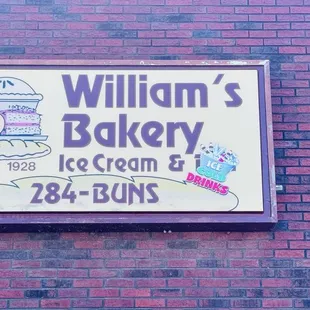 William's
Bakery
Ice Cream &
1928
284-BUNS
ICE
DRINKS